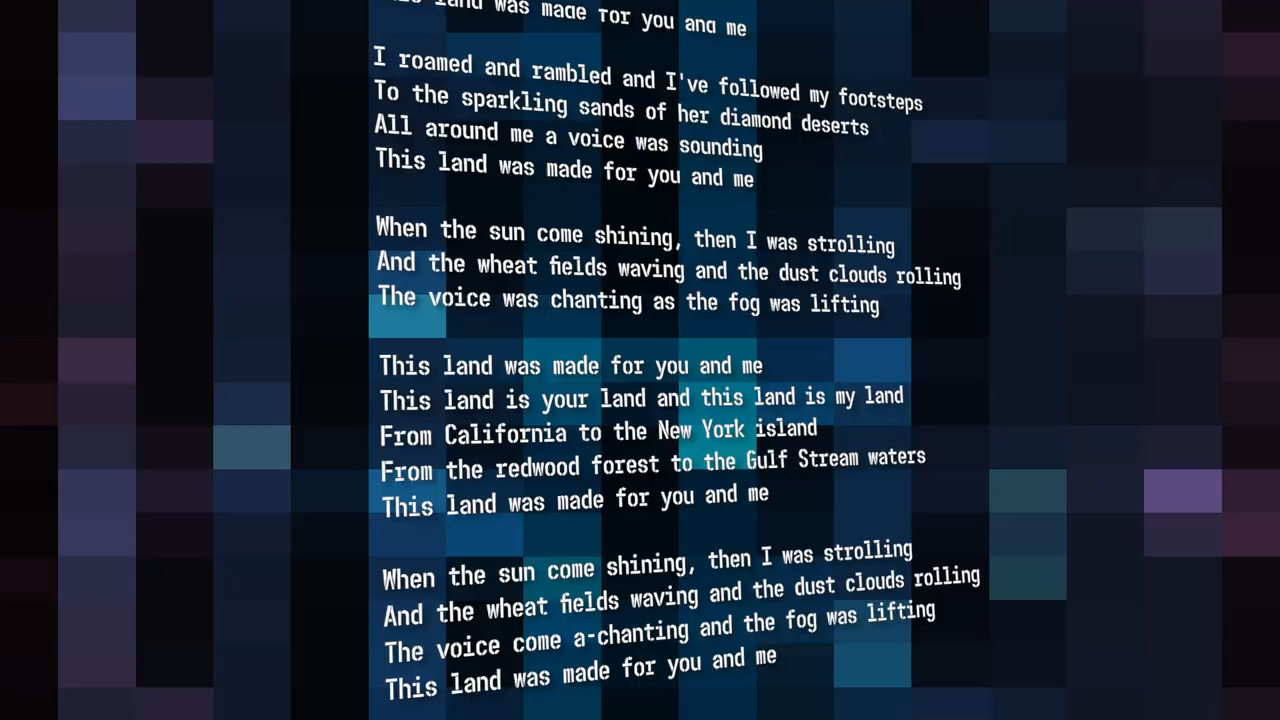 This land was made for you and me
I roamed and rambled and I've followed my footsteps
To the sparkling sands of her diamond deserts
All around me a voice was sounding
This land was made for you and me
When the sun come shining, then I was strolling
And the wheat fields waving and the dust clouds rolling
The voice was chanting as the fog was lifting
This land was made for you and me
This land is your land and this land is my land
From California to the New York island
From the redwood forest to the Gulf Stream waters
This land was made for you and me
When the sun come shining, then I was strolling
And the wheat fields waving and the dust clouds rolling
The voice come a-chanting and the fog was lifting
This land was made for you and me